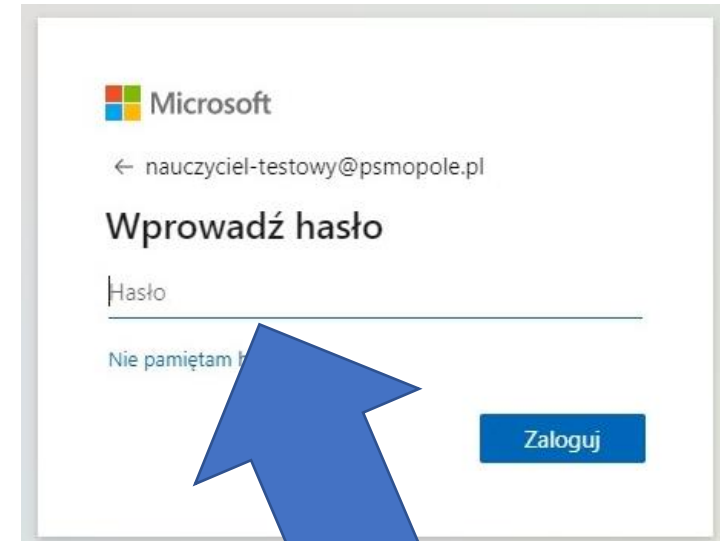 Microsoft
← nauczyciel-testowy@psmopole.pl
Wprowadź hasło
Hasło
Nie pamiętam
Zaloguj